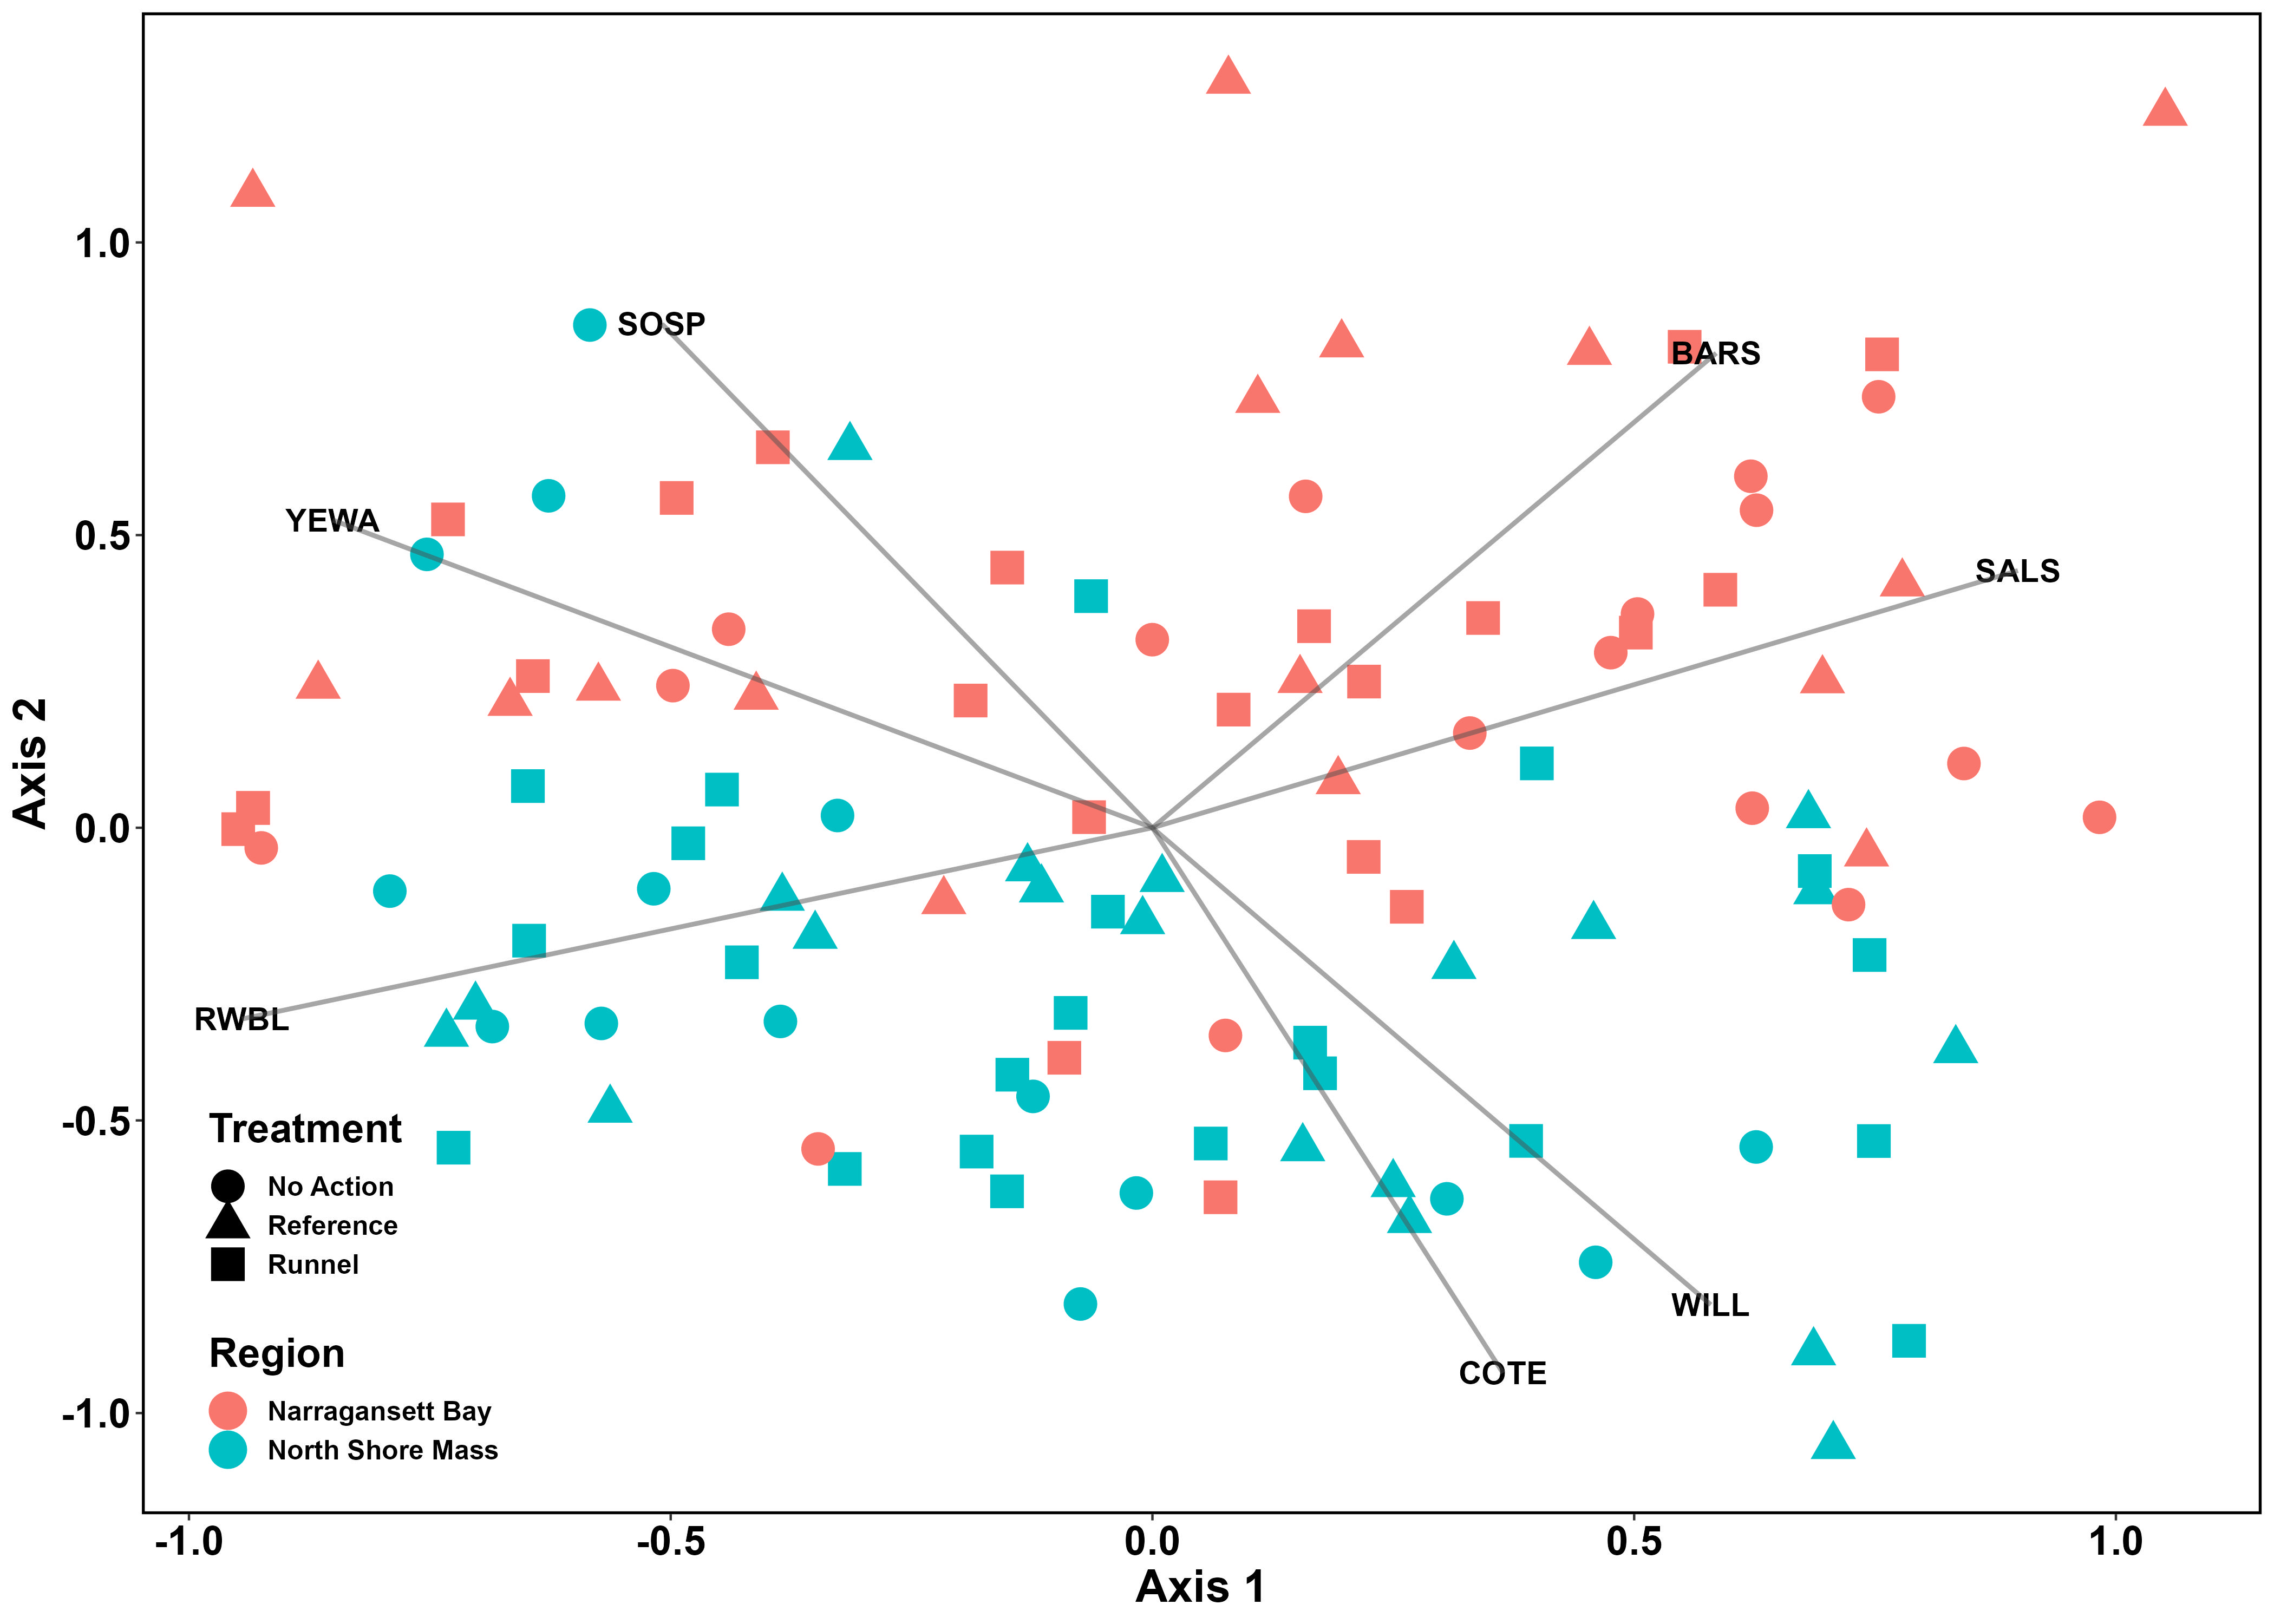 SOSP
BARS
YEWA
SALS
RWBL
WILL
COTE
Axis 2
1.0
0.5
0.0
-0.5
-1.0
Treatment
No Action
Reference
Runnel
Region
Narragansett Bay
North Shore Mass
-1.0 -0.5 0.0 0.5 1.0
Axis 1